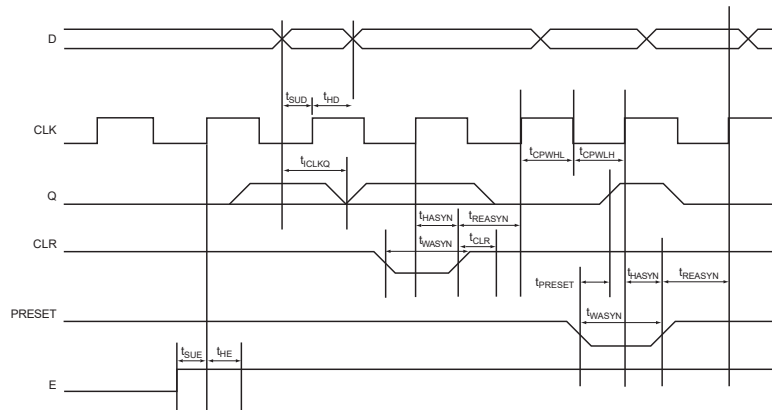 D
tSUD tHD
CLK
tCPWHL tCPWLH
tICLKQ
Q
tHASYN tREASYN
CLR
tWASYN tCLR
tPRESET tHASYN tREASYN
PRESET
tWASYN
tSUE tHE
E